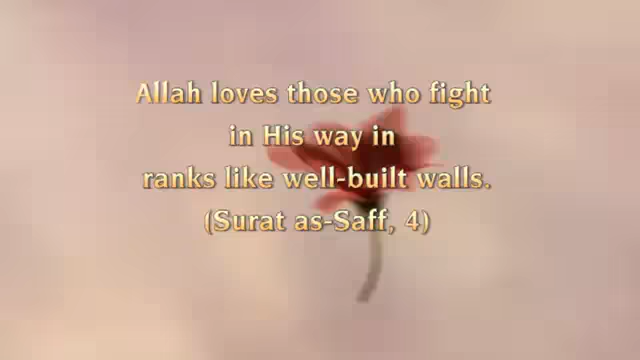 Allah loves those who fight
in His way in
ranks like well-built walls.
(Surat as-Saff, 4)